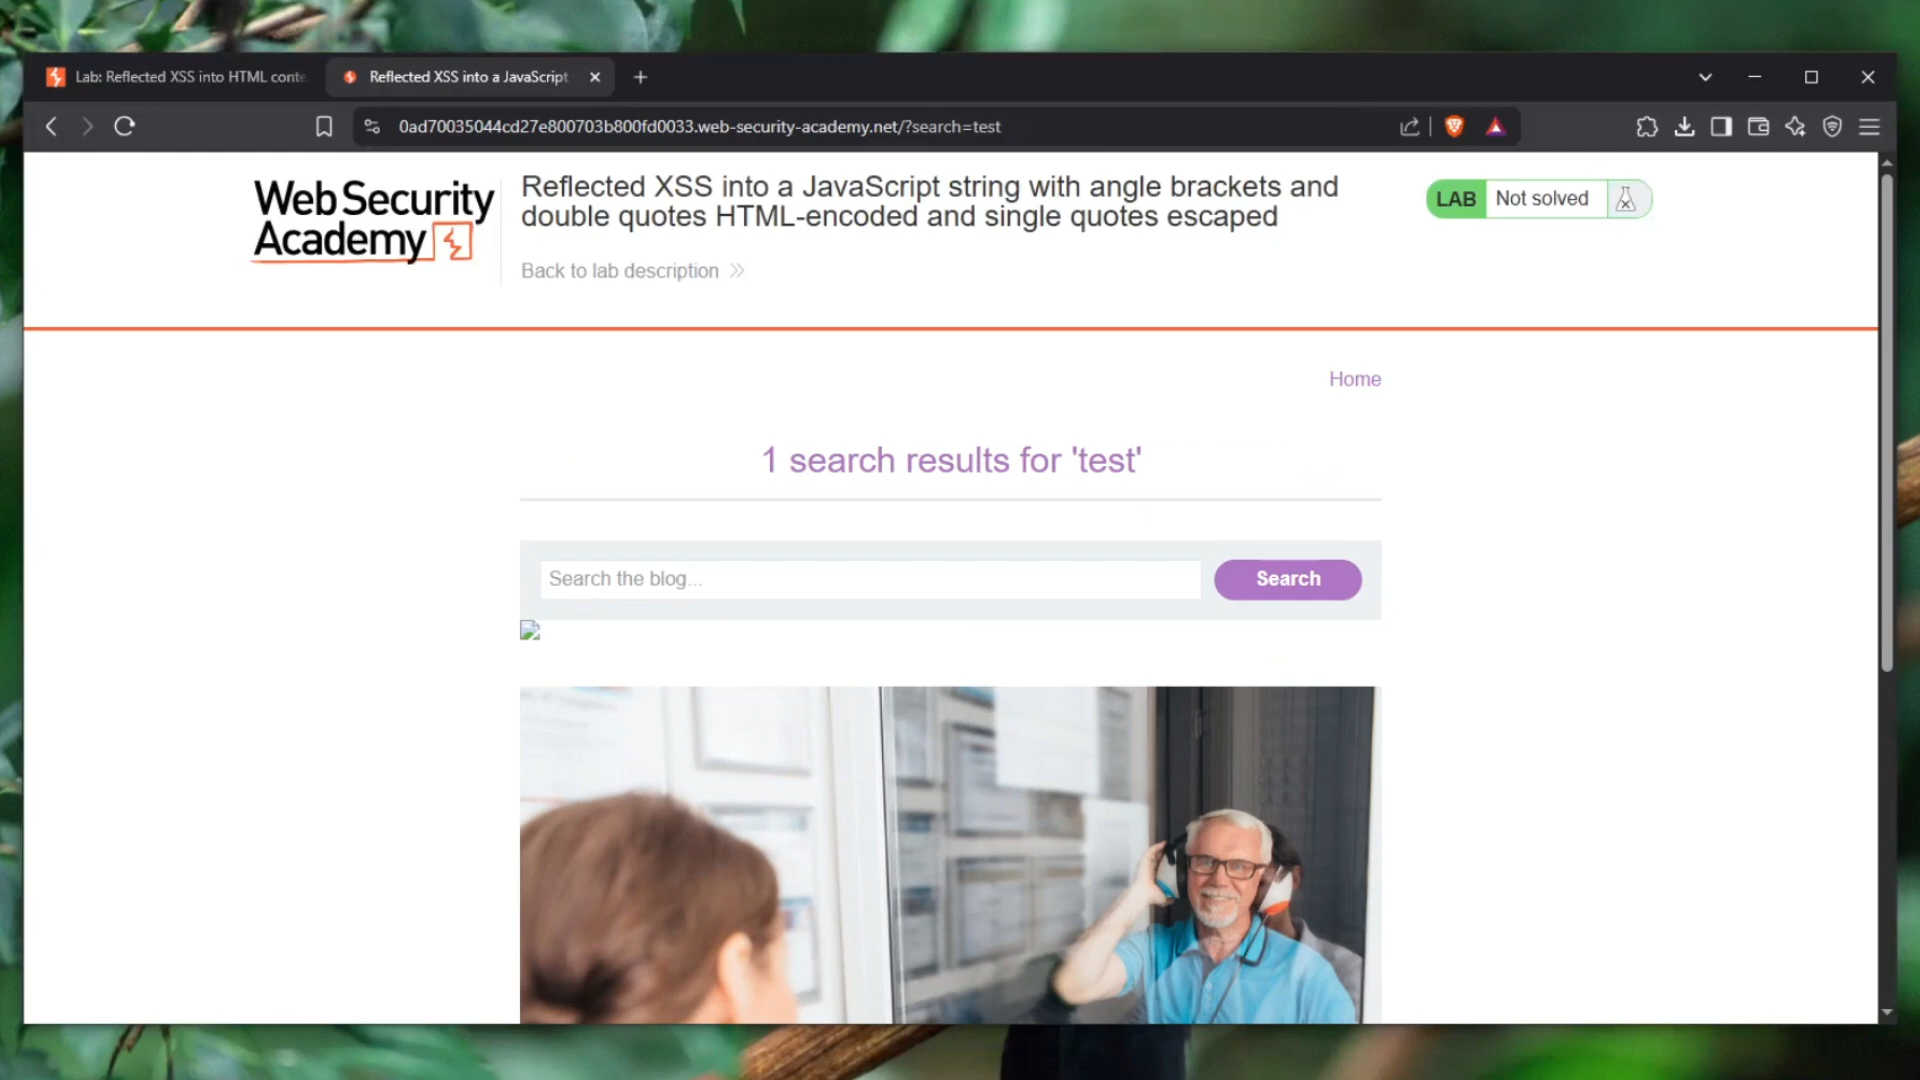 Lab: Reflected XSS into HTML conte
Reflected XSS into a JavaScript
0ad70035044cd27e800703b800fd0033.web-security-academy.net/?search=test
Web Security
Academy
Reflected XSS into a JavaScript string with angle brackets and
double quotes HTML-encoded and single quotes escaped
LAB
Not solved
Back to lab description
Home
1 search results for 'test'
Search the blog...
Search